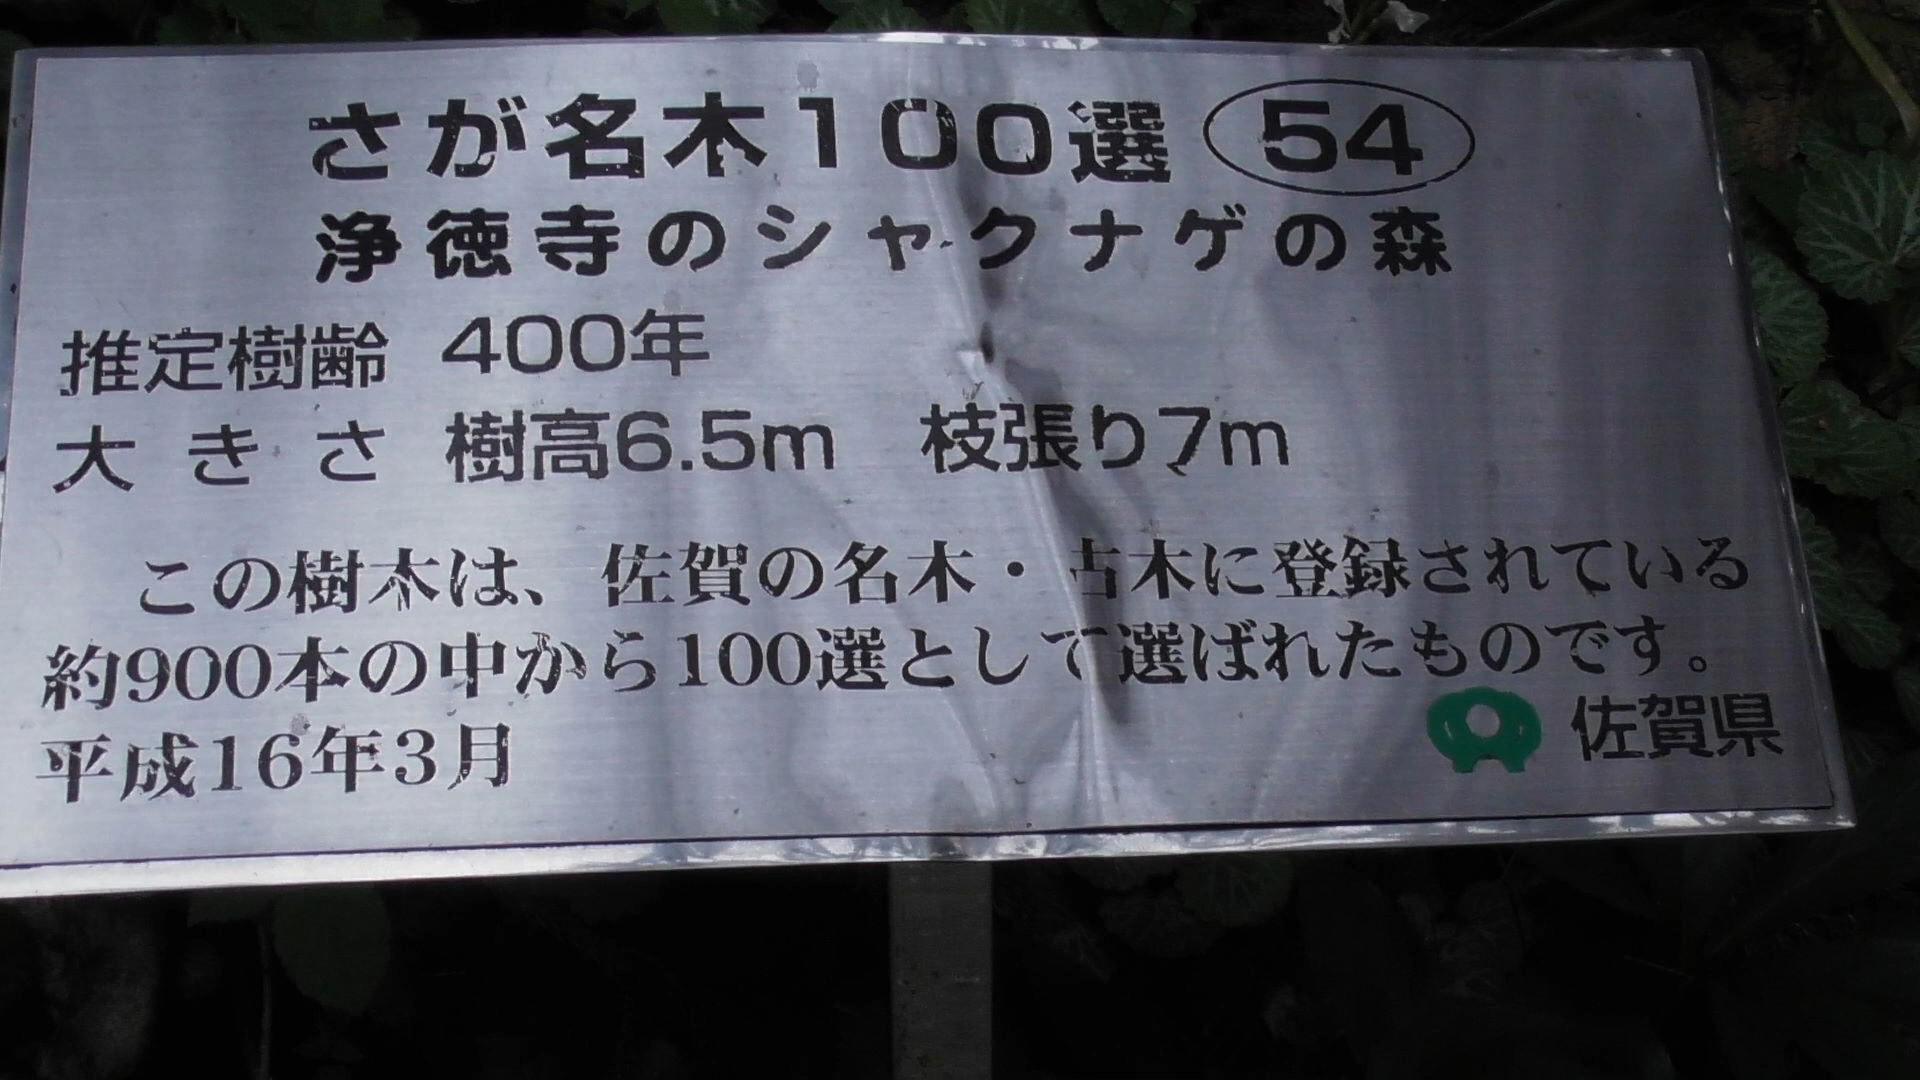 さが名木100選 54
浄徳寺のシャクナゲの森
推定樹齢 400年
大きさ 樹高6.5m 枝張り7m
この樹木は、佐賀の名木・古木に登録されている
約900本の中から100選として選ばれたものです。
平成16年3月
佐賀県